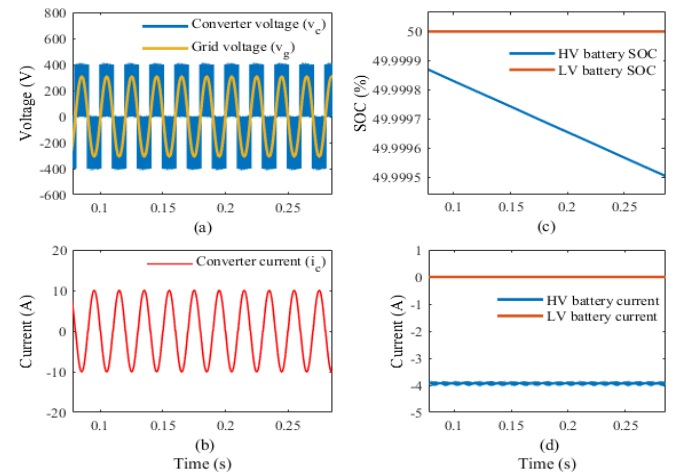 800
600
400
200
0
-200
-400
-600
Voltage (V)
Converter voltage (v_c)
Grid voltage (v_g)
0.1 0.15 0.2 0.25
(a)
50
49.9999
49.9998
49.9997
49.9996
49.9995
SOC (%)
HV battery SOC
LV battery SOC
0.1 0.15 0.2 0.25
(c)
20
10
0
-10
-20
Current (A)
Converter current (i_c)
0.1 0.15 0.2 0.25
(b)
Time (s)
1
0
-1
-2
-3
-4
-5
Current (A)
HV battery current
LV battery current
0.1 0.15 0.2 0.25
(d)
Time (s)